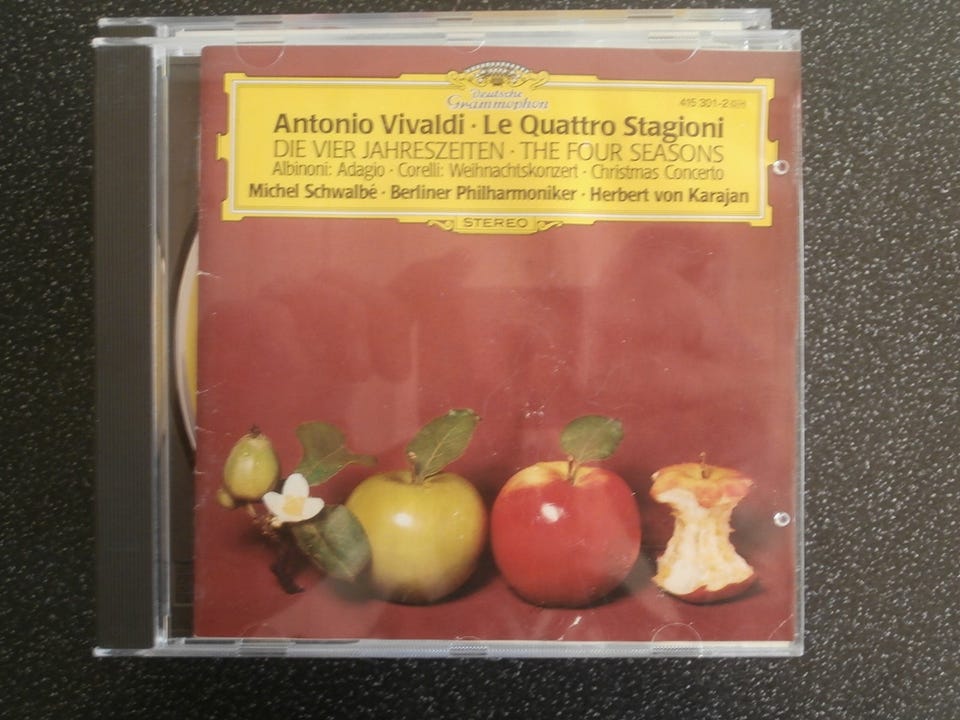 Deutsche
Grammophon
415 301-2 GH
Antonio Vivaldi · Le Quattro Stagioni
DIE VIER JAHRESZEITEN · THE FOUR SEASONS
Albinoni: Adagio · Corelli: Weihnachtskonzert · Christmas Concerto
Michel Schwalbé · Berliner Philharmoniker · Herbert von Karajan
STEREO